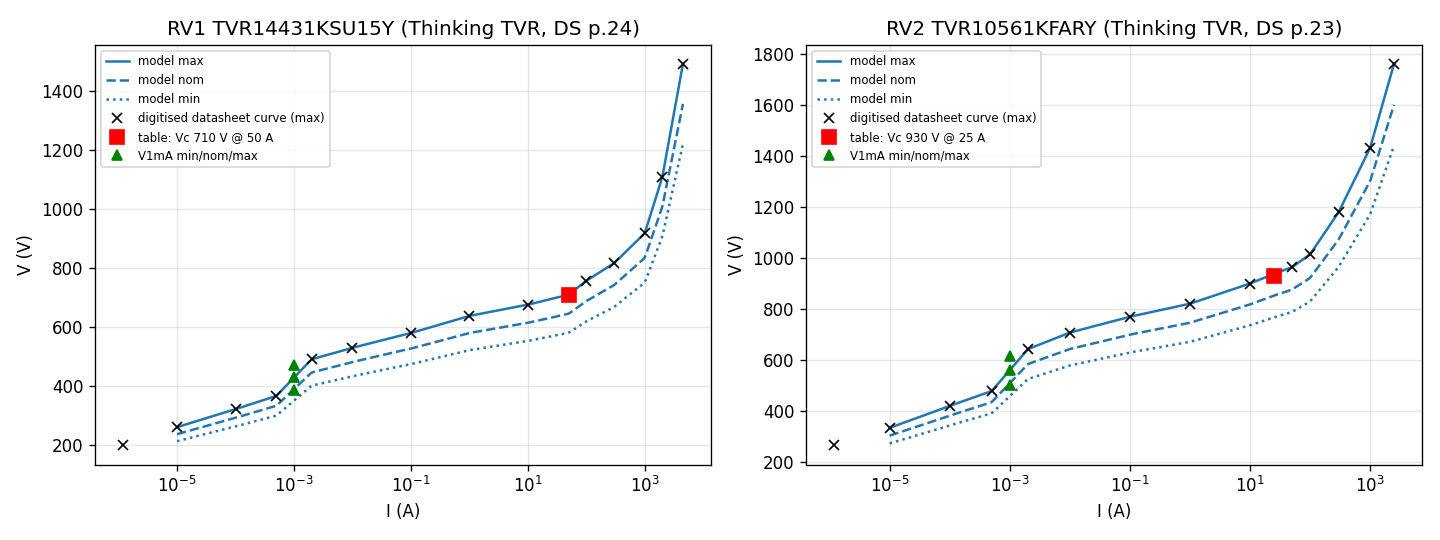 RV1 TVR14431KSU15Y (Thinking TVR, DS p.24)
model max
model nom
model min
digitised datasheet curve (max)
table: Vc 710 V @ 50 A
V1mA min/nom/max
1400
1200
1000
800
600
400
200
V (V)
10⁻⁵
10⁻³
10⁻¹
10¹
10³
I (A)
RV2 TVR10561KFARY (Thinking TVR, DS p.23)
model max
model nom
model min
digitised datasheet curve (max)
table: Vc 930 V @ 25 A
V1mA min/nom/max
1800
1600
1400
1200
1000
800
600
400
200
V (V)
10⁻⁵
10⁻³
10⁻¹
10¹
10³
I (A)